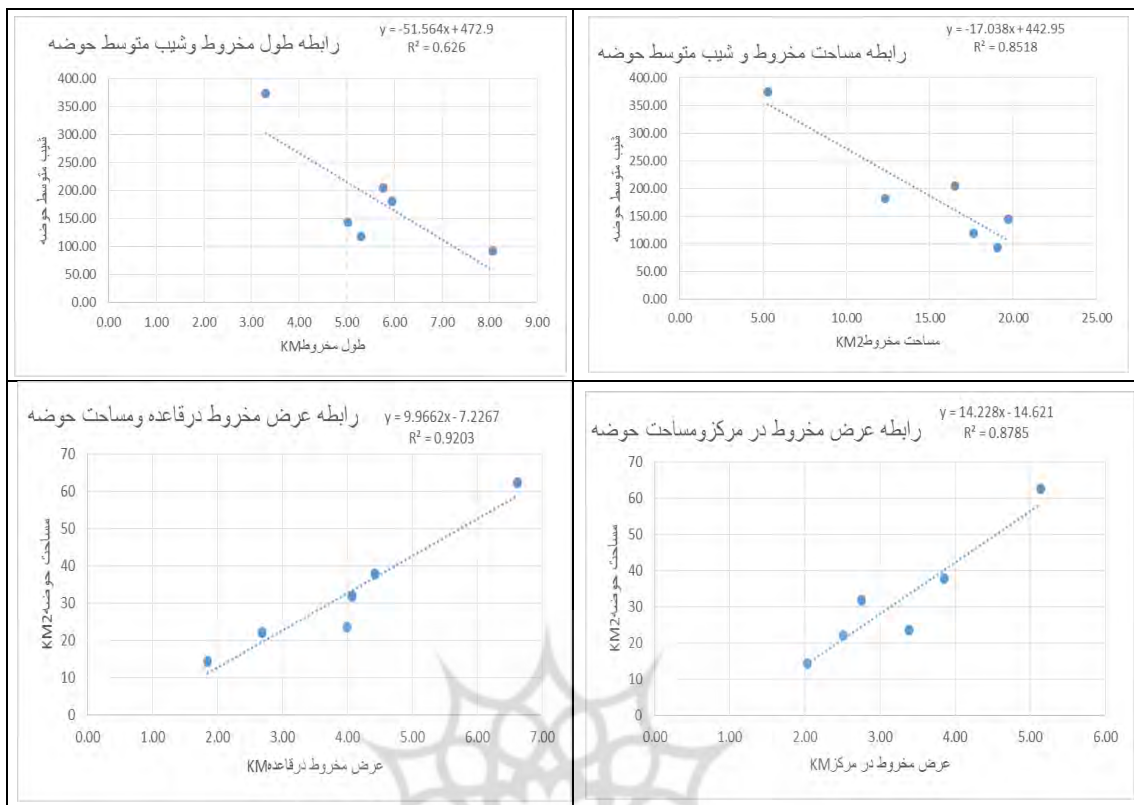 y = -51.564x + 472.9
R² = 0.626
رابطه طول مخروط وشیب متوسط حوضه
400.00
350.00
300.00
250.00
200.00
150.00
100.00
50.00
0.00
شیب متوسط حوضه
0.00 1.00 2.00 3.00 4.00 5.00 6.00 7.00 8.00 9.00
طول مخروطKM
y = -17.038x + 442.95
R² = 0.8518
رابطه مساحت مخروط و شیب متوسط حوضه
400.00
350.00
300.00
250.00
200.00
150.00
100.00
50.00
0.00
شیب متوسط حوضه
0.00 5.00 10.00 15.00 20.00 25.00
مساحت مخروطKM2
رابطه عرض مخروط درقاعده ومساحت حوضه
y = 9.9662x - 7.2267
R² = 0.9203
70
60
50
40
30
20
10
0
مساحت حوضهKM2
0.00 1.00 2.00 3.00 4.00 5.00 6.00 7.00
عرض مخروط درقاعدهKM
y = 14.228x - 14.621
R² = 0.8785
رابطه عرض مخروط در مرکزومساحت حوضه
70
60
50
40
30
20
10
0
مساحت حوضهKM2
0.00 1.00 2.00 3.00 4.00 5.00 6.00
عرض مخروط در مرکزKM